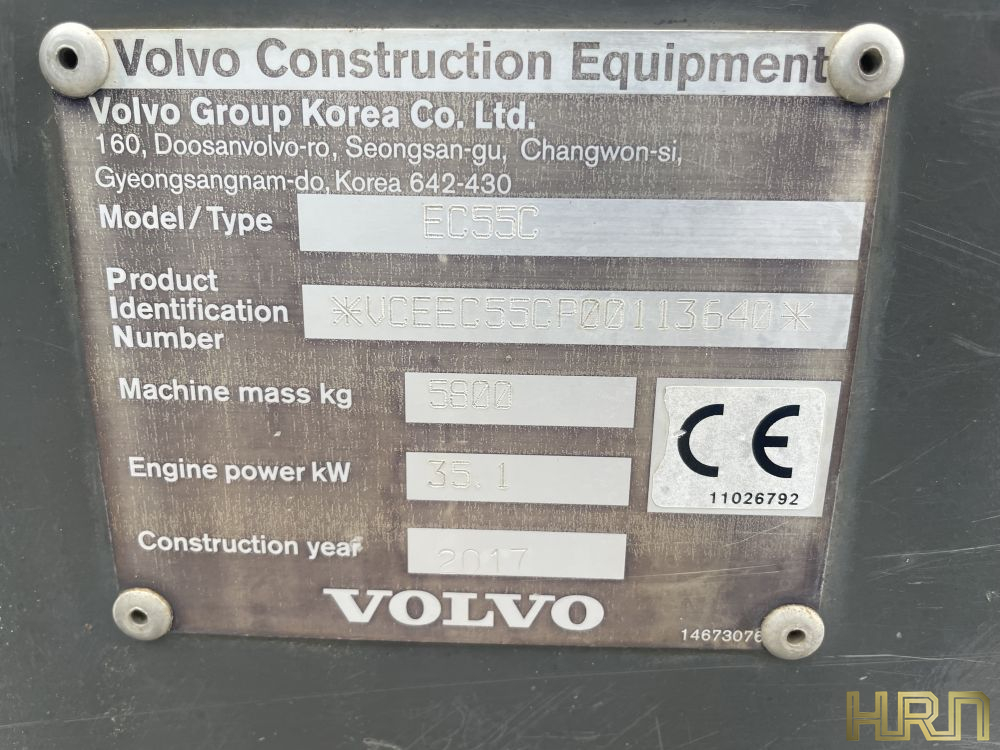 Volvo Construction Equipment
Volvo Group Korea Co. Ltd.
160, Doosanvolvo-ro, Seongsan-gu, Changwon-si,
Gyeongsangnam-do, Korea 642-430
Model/Type EC55C
Product
Identification
Number
*VCEEC55CP00113640*
Machine mass kg 5800
Engine power kW 35.1
Construction year 2017
CE
11026792
VOLVO
HRN